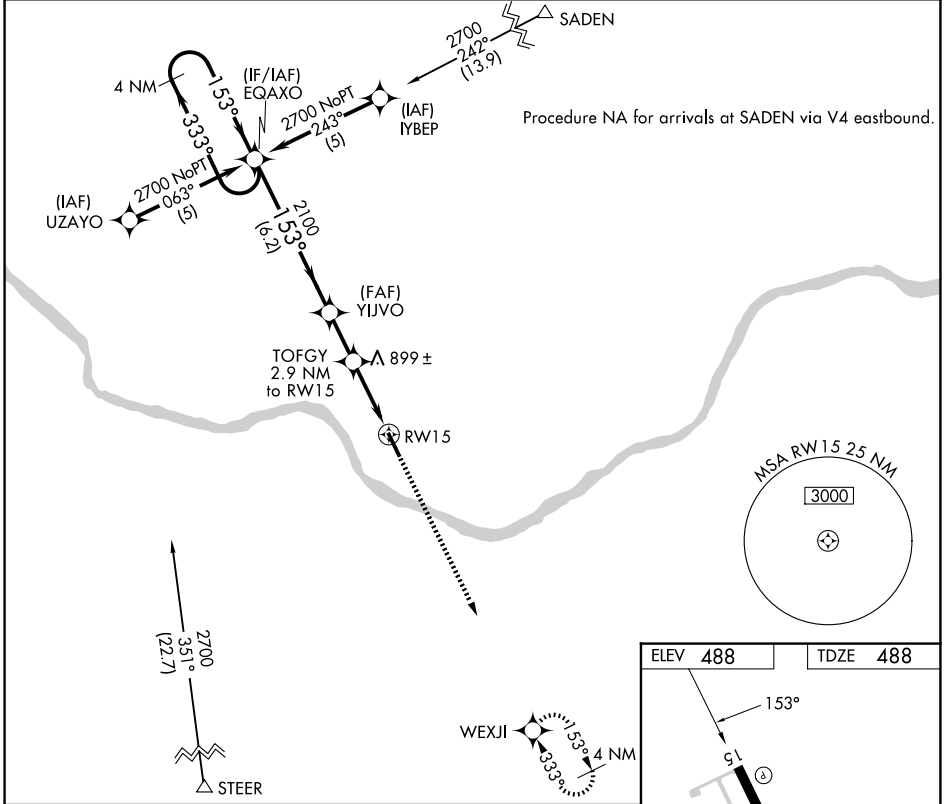 SADEN
2700
242°
(13.9)
4 NM
153°
333°
(IF/IAF)
EQAXO
2700 NoPT
243°
(5)
(IAF)
IYBEP
Procedure NA for arrivals at SADEN via V4 eastbound.
(IAF)
UZAYO
2700 NoPT
063°
(5)
2100
153°
(6.2)
(FAF)
YIJVO
TOFGY
2.9 NM
to RW15
899 ±
RW15
MSA RW15 25 NM
3000
2700
351°
(22.7)
STEER
WEXJI
153°
333°
4 NM
ELEV 488
TDZE 488
153°
15
P